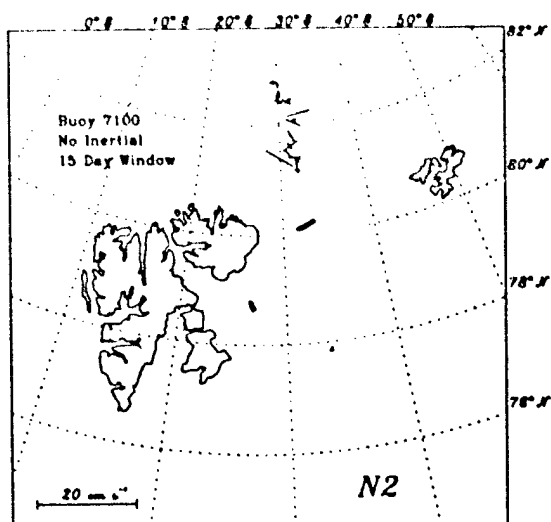 0°E 10°E 20°E 30°E 40°E 50°E
82°N
Buoy 7100
No Inertial
15 Day Window
80°N
78°N
76°N
20 cm s⁻¹
N2